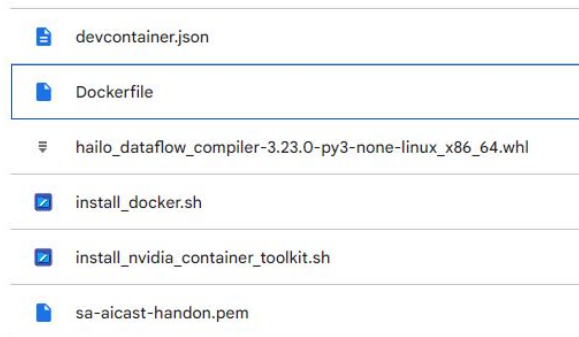 devcontainer.json
Dockerfile
hailo_dataflow_compiler-3.23.0-py3-none-linux_x86_64.whl
install_docker.sh
install_nvidia_container_toolkit.sh
sa-aicast-handon.pem